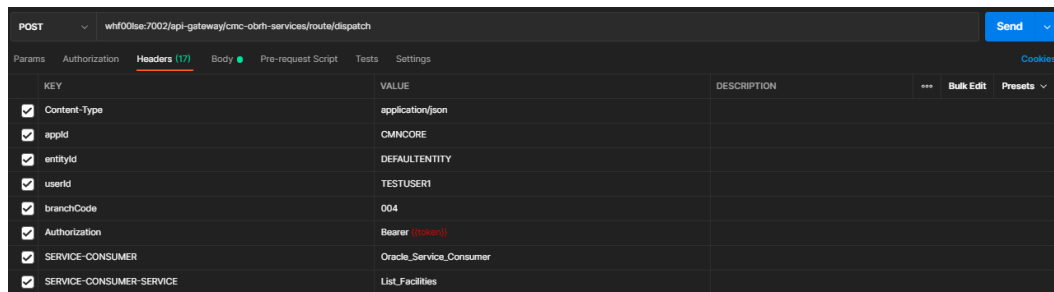 POST whf00lse:7002/api-gateway/cmc-obrh-services/route/dispatch Send
Params Authorization Headers (17) Body Pre-request Script Tests Settings Cookies
KEY VALUE DESCRIPTION ooo Bulk Edit Presets
Content-Type application/json
appId CMNCORE
entityId DEFAULTENTITY
userId TESTUSER1
branchCode 004
Authorization Bearer {{token}}
SERVICE-CONSUMER Oracle_Service_Consumer
SERVICE-CONSUMER-SERVICE List_Facilities